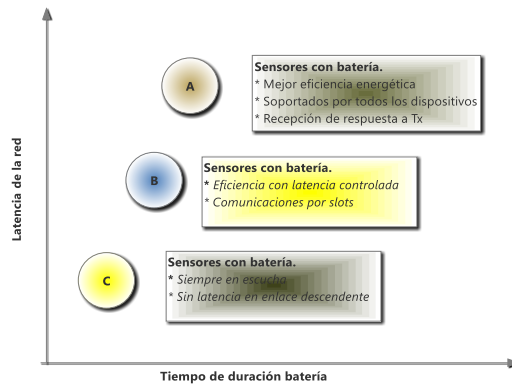 Latencia de la red
A
Sensores con batería.
* Mejor eficiencia energética
* Soportados por todos los dispositivos
* Recepción de respuesta a Tx
B
Sensores con batería.
* Eficiencia con latencia controlada
* Comunicaciones por slots
C
Sensores con batería.
* Siempre en escucha
* Sin latencia en enlace descendente
Tiempo de duración batería